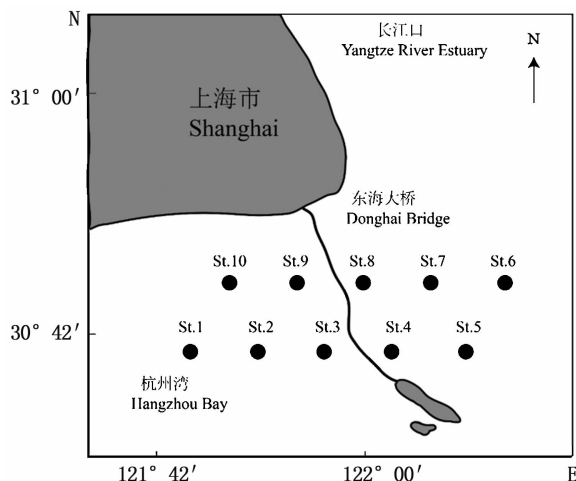 N
长江口
Yangtze River Estuary
N
31° 00′
上海市
Shanghai
东海大桥
Donghai Bridge
St.10 St.9 St.8 St.7 St.6
30° 42′
St.1 St.2 St.3 St.4 St.5
杭州湾
Hangzhou Bay
121° 42′ 122° 00′ E